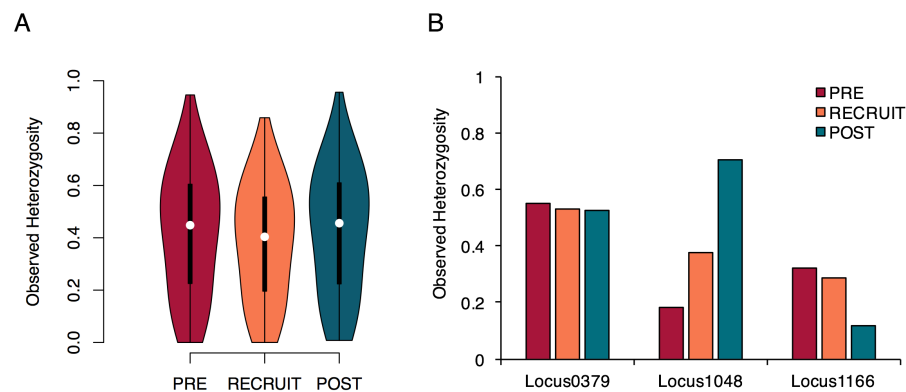 A
Observed Heterozygosity
1.0
0.8
0.6
0.4
0.2
0.0
PRE RECRUIT POST
B
Observed Heterozygosity
1
0.8
0.6
0.4
0.2
0
PRE
RECRUIT
POST
Locus0379 Locus1048 Locus1166